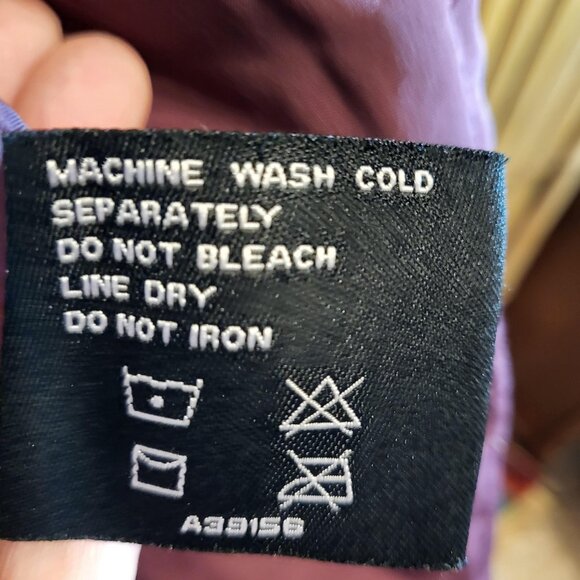 MACHINE WASH COLD
SEPARATELY
DO NOT BLEACH
LINE DRY
DO NOT IRON
A39156